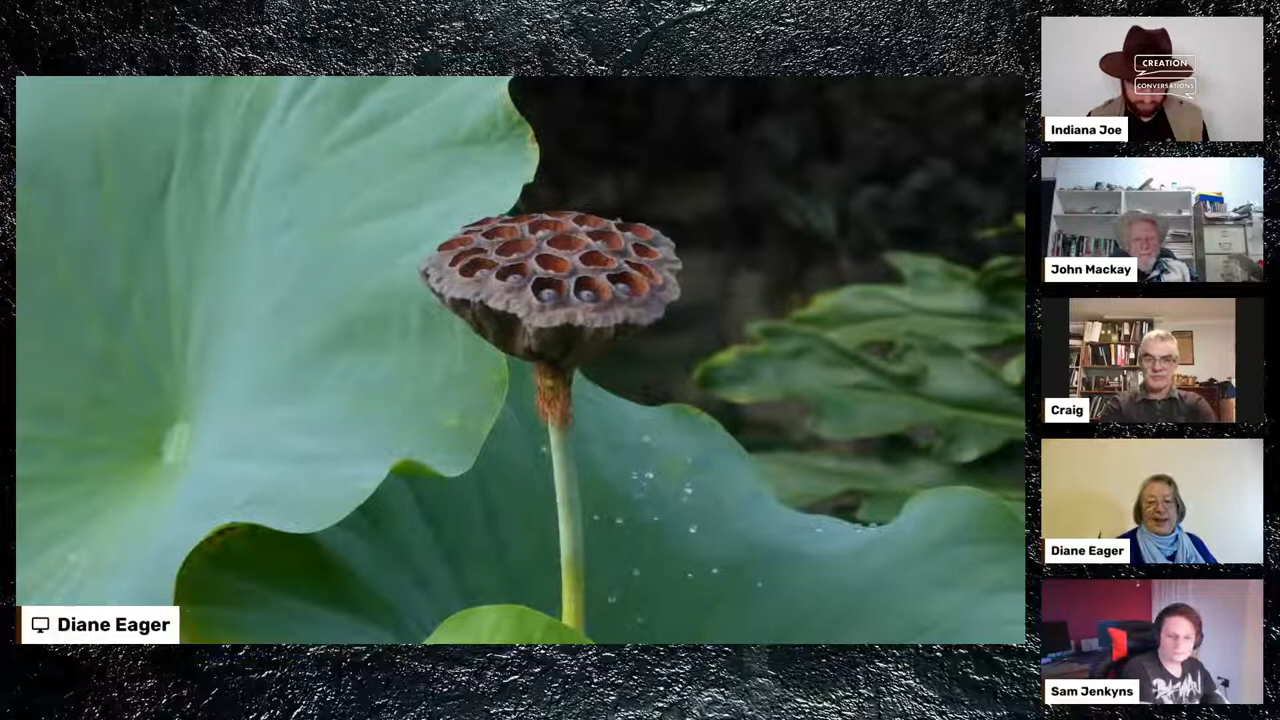 CREATION
CONVERSATIONS
Indiana Joe
John Mackay
Craig
Diane Eager
Diane Eager
Sam Jenkyns